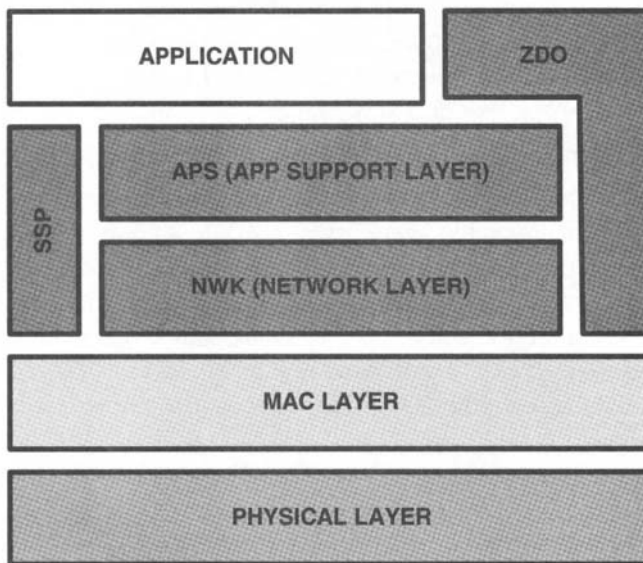 APPLICATION
ZDO
APS (APP SUPPORT LAYER)
SSP
NWK (NETWORK LAYER)
MAC LAYER
PHYSICAL LAYER